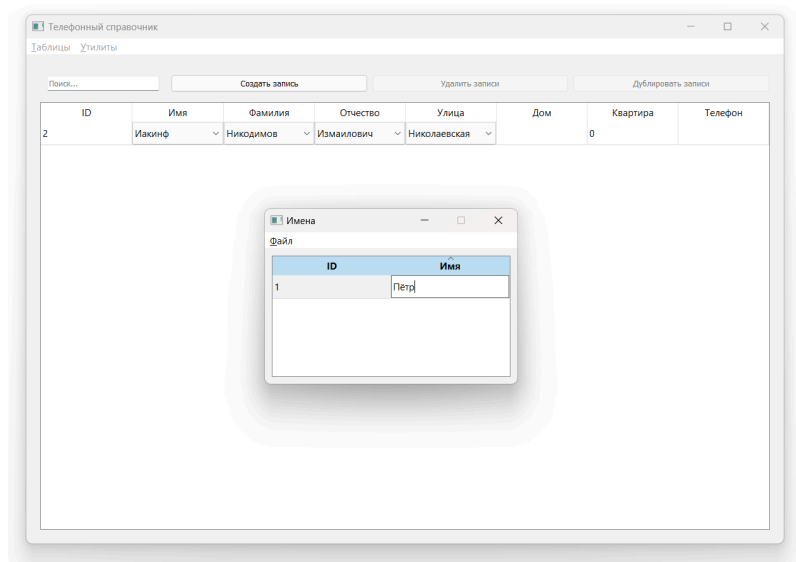 Телефонный справочник
Таблицы Утилиты
Поиск... Создать запись Удалить записи Дублировать записи
ID Имя Фамилия Отчество Улица Дом Квартира Телефон
2 Иакинф Никодимов Измаилович Николаевская 0
Имена
Файл
ID Имя
1 Пётр